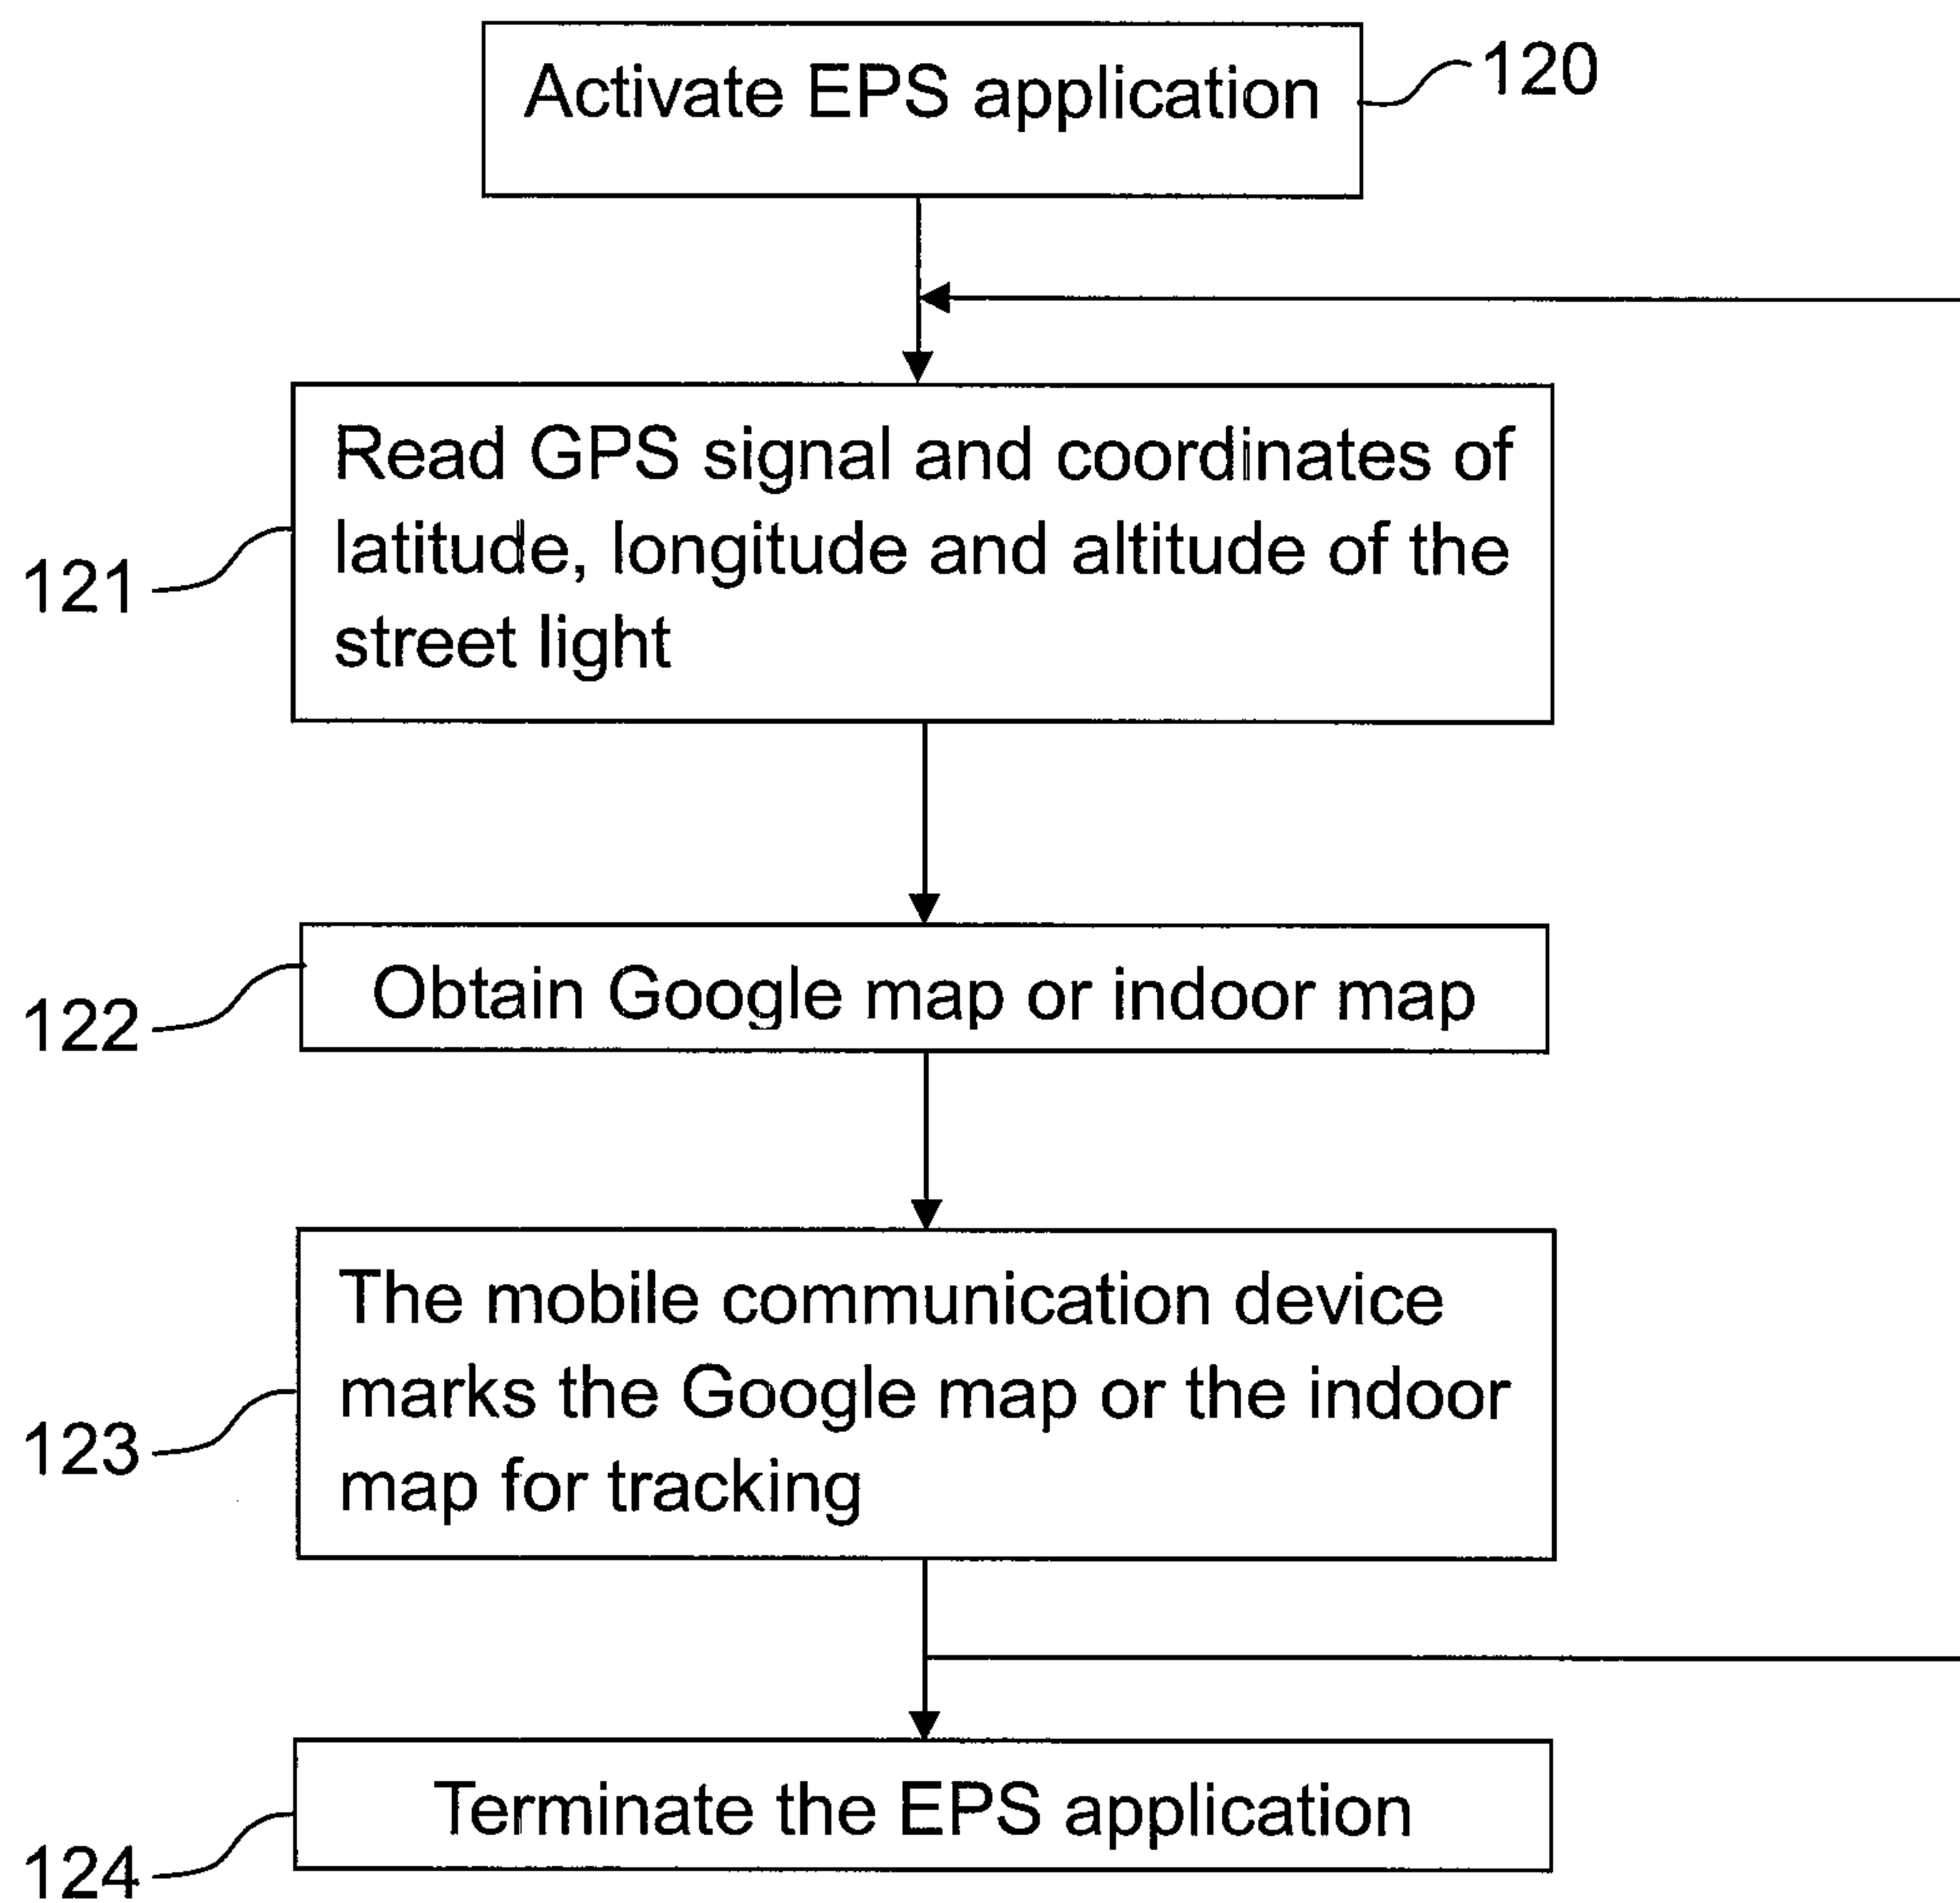 Activate EPS application
120
Read GPS signal and coordinates of
latitude, longitude and altitude of the
street light
121
Obtain Google map or indoor map
122
The mobile communication device
marks the Google map or the indoor
map for tracking
123
Terminate the EPS application
124